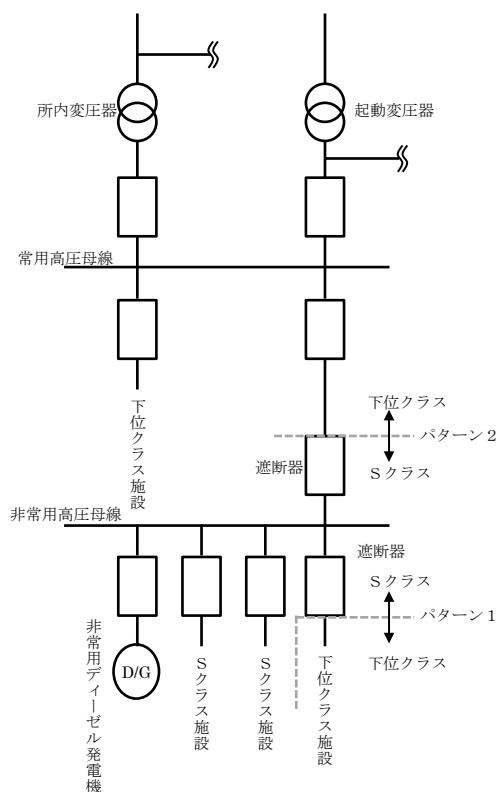 所内変圧器
起動変圧器
常用高圧母線
下位クラス施設
下位クラス
パターン２
遮断器
Ｓクラス
非常用高圧母線
遮断器
Ｓクラス
パターン１
下位クラス
非常用ディーゼル発電機
D/G
Ｓクラス施設
Ｓクラス施設
下位クラス施設